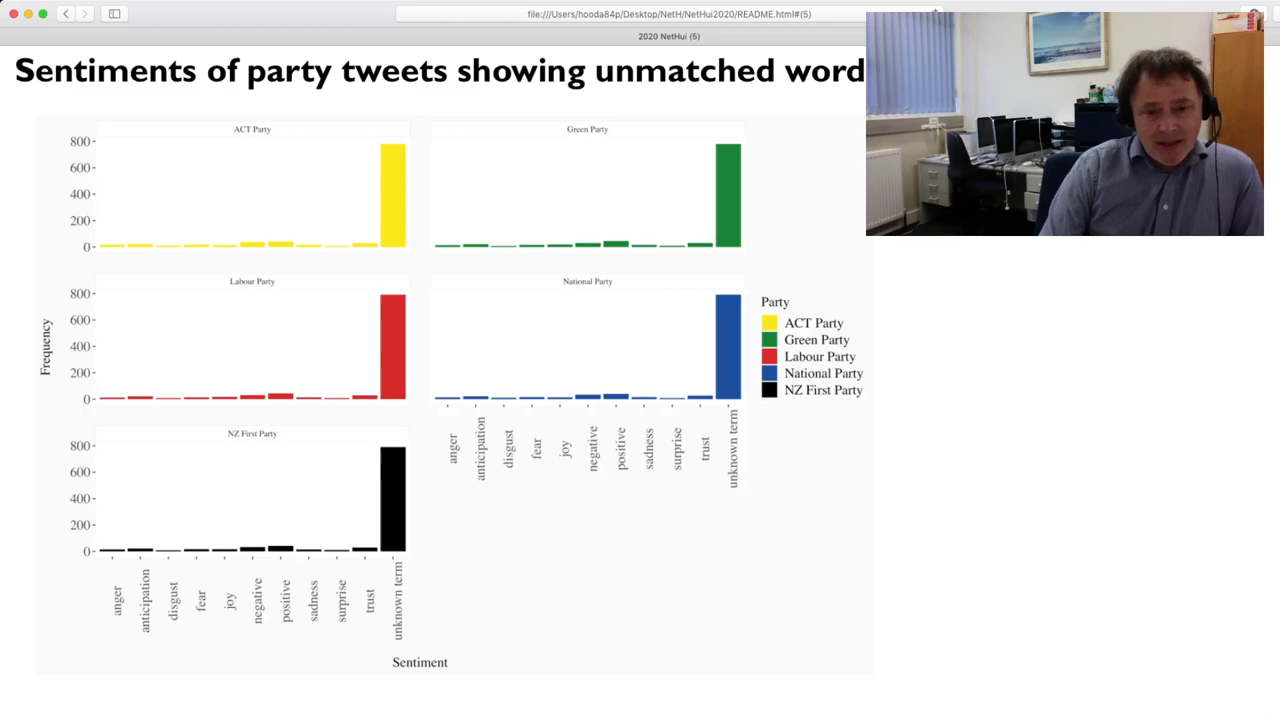 file:///Users/hooda84p/Desktop/NetH/NetHui2020/README.html#(5)
2020 NetHui (5)
Sentiments of party tweets showing unmatched word
ACT Party
Green Party
800
600
400
200
0
Labour Party
National Party
800
600
400
200
0
Frequency
NZ First Party
800
600
400
200
0
anger
anticipation
disgust
fear
joy
negative
positive
sadness
surprise
trust
unknown term
anger
anticipation
disgust
fear
joy
negative
positive
sadness
surprise
trust
unknown term
Sentiment
Party
ACT Party
Green Party
Labour Party
National Party
NZ First Party